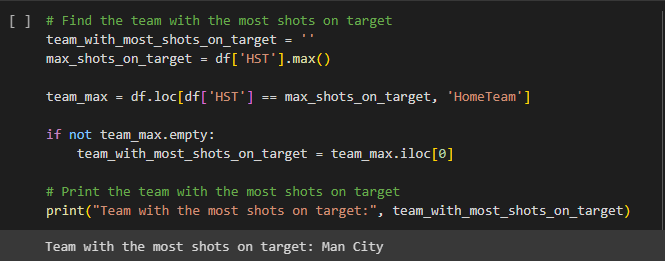 [ ] # Find the team with the most shots on target
team_with_most_shots_on_target = ''
max_shots_on_target = df['HST'].max()
team_max = df.loc[df['HST'] == max_shots_on_target, 'HomeTeam']
if not team_max.empty:
    team_with_most_shots_on_target = team_max.iloc[0]
# Print the team with the most shots on target
print("Team with the most shots on target:", team_with_most_shots_on_target)
Team with the most shots on target: Man City